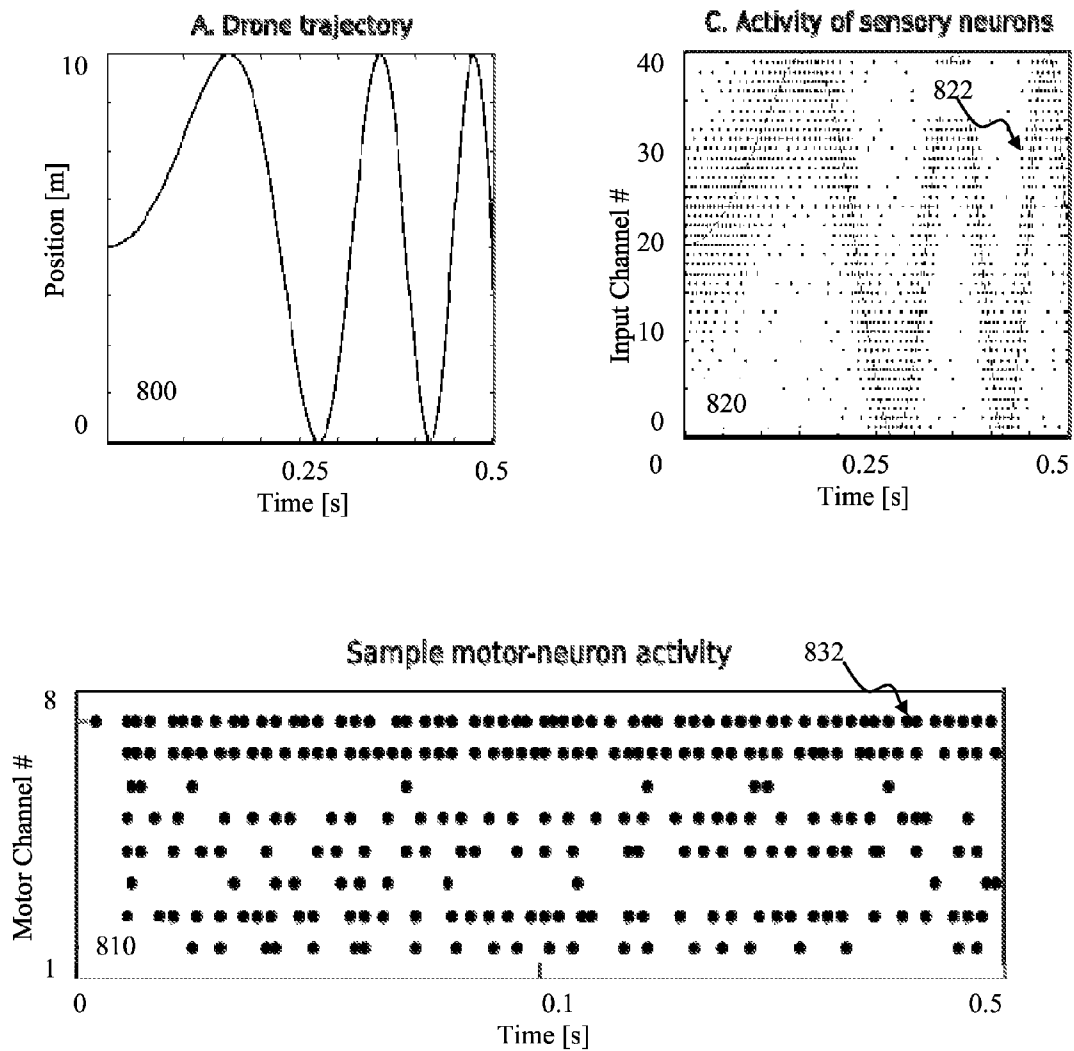 A. Drone trajectory
10
Position [m]
800
0
0.25
0.5
Time [s]
C. Activity of sensory neurons
40
822
30
Input Channel #
20
10
820
0
0
0.25
0.5
Time [s]
Sample motor-neuron activity
832
8
Motor Channel #
810
1
0
0.1
0.5
Time [s]